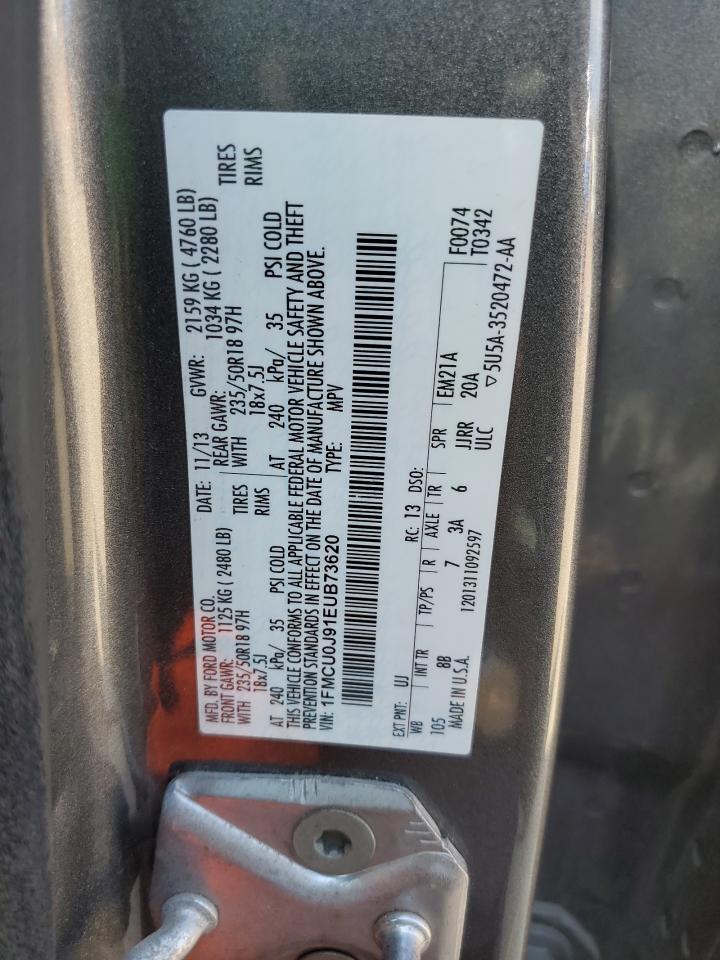 MFD. BY FORD MOTOR CO. DATE: 11/13 GVWR: 2159 KG ( 4760 LB)
FRONT GAWR: 1125 KG ( 2480 LB) REAR GAWR: 1034 KG ( 2280 LB)
WITH 235/50R18 97H TIRES WITH 235/50R18 97H TIRES
18x7.5J RIMS 18x7.5J RIMS
AT 240 kPa/ 35 PSI COLD AT 240 kPa/ 35 PSI COLD
THIS VEHICLE CONFORMS TO ALL APPLICABLE FEDERAL MOTOR VEHICLE SAFETY AND THEFT
PREVENTION STANDARDS IN EFFECT ON THE DATE OF MANUFACTURE SHOWN ABOVE.
VIN: 1FMCU0J91EUB73620 TYPE: MPV
EXT PNT: UJ RC: 13 DSO: F0074
WB INT TR TP/PS R AXLE TR SPR EM21A T0342
105 8B 7 3A 6 JJRR 20A
MADE IN U.S.A. 1201311092597 ULC ▽5U5A-3520472-AA